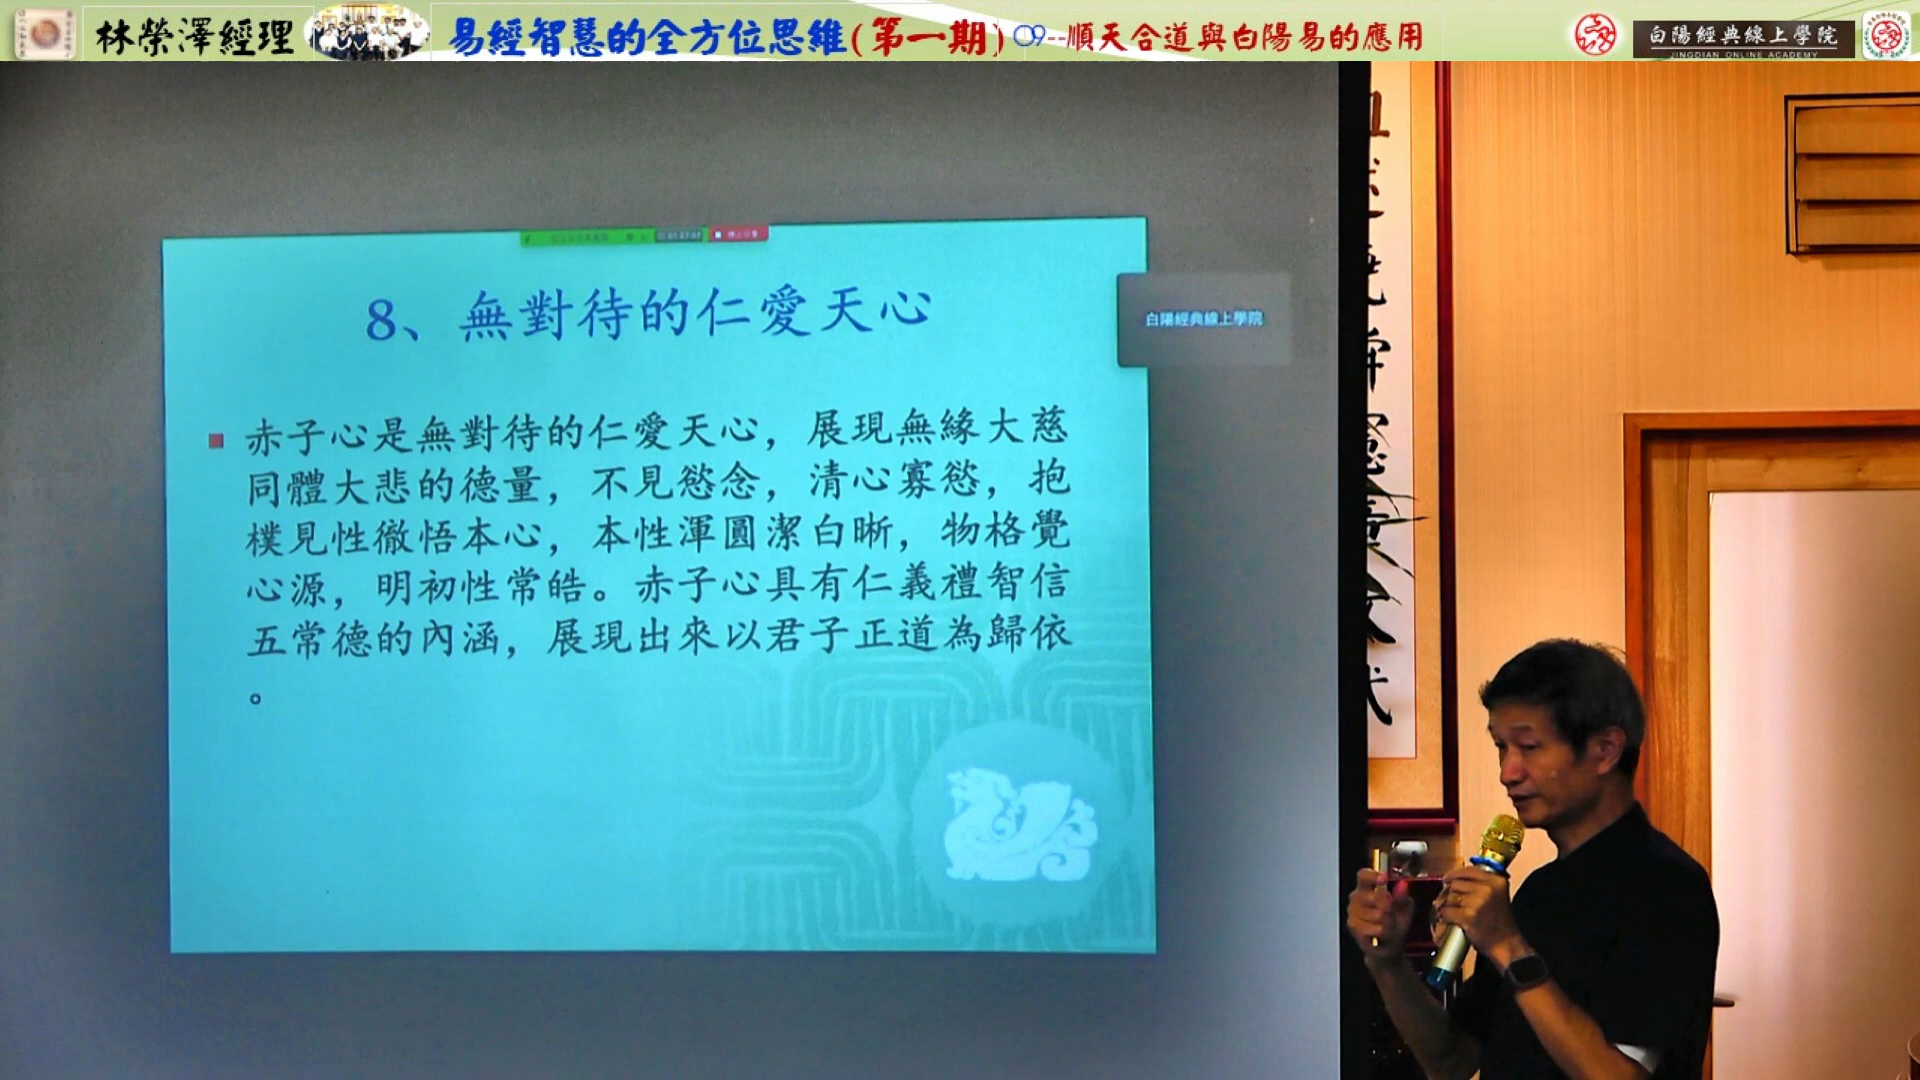 林榮澤經理 易經智慧的全方位思維(第一期) 09--順天合道與白陽易的應用
白陽經典線上學院
JINGDIAN ONLINE ACADEMY
8、無對待的仁愛天心
白陽經典線上學院
赤子心是無對待的仁愛天心，展現無緣大慈
同體大悲的德量，不見慾念，清心寡慾，抱
樸見性徹悟本心，本性渾圓潔白晰，物格覺
心源，明初性常皓。赤子心具有仁義禮智信
五常德的內涵，展現出來以君子正道為歸依
。